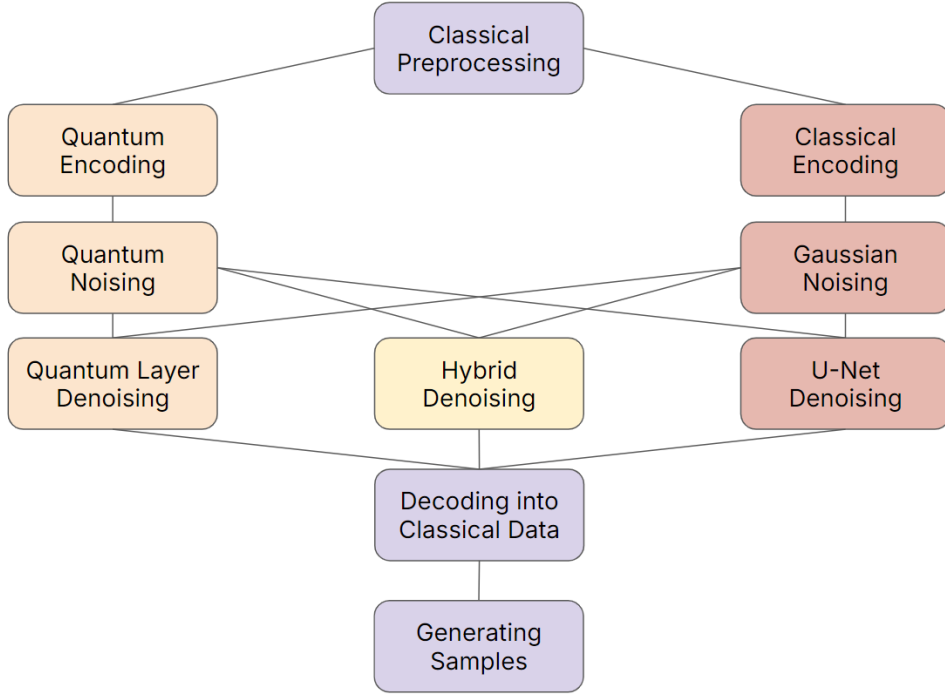 Classical
Preprocessing
Quantum
Encoding
Classical
Encoding
Quantum
Noising
Gaussian
Noising
Quantum Layer
Denoising
Hybrid
Denoising
U-Net
Denoising
Decoding into
Classical Data
Generating
Samples